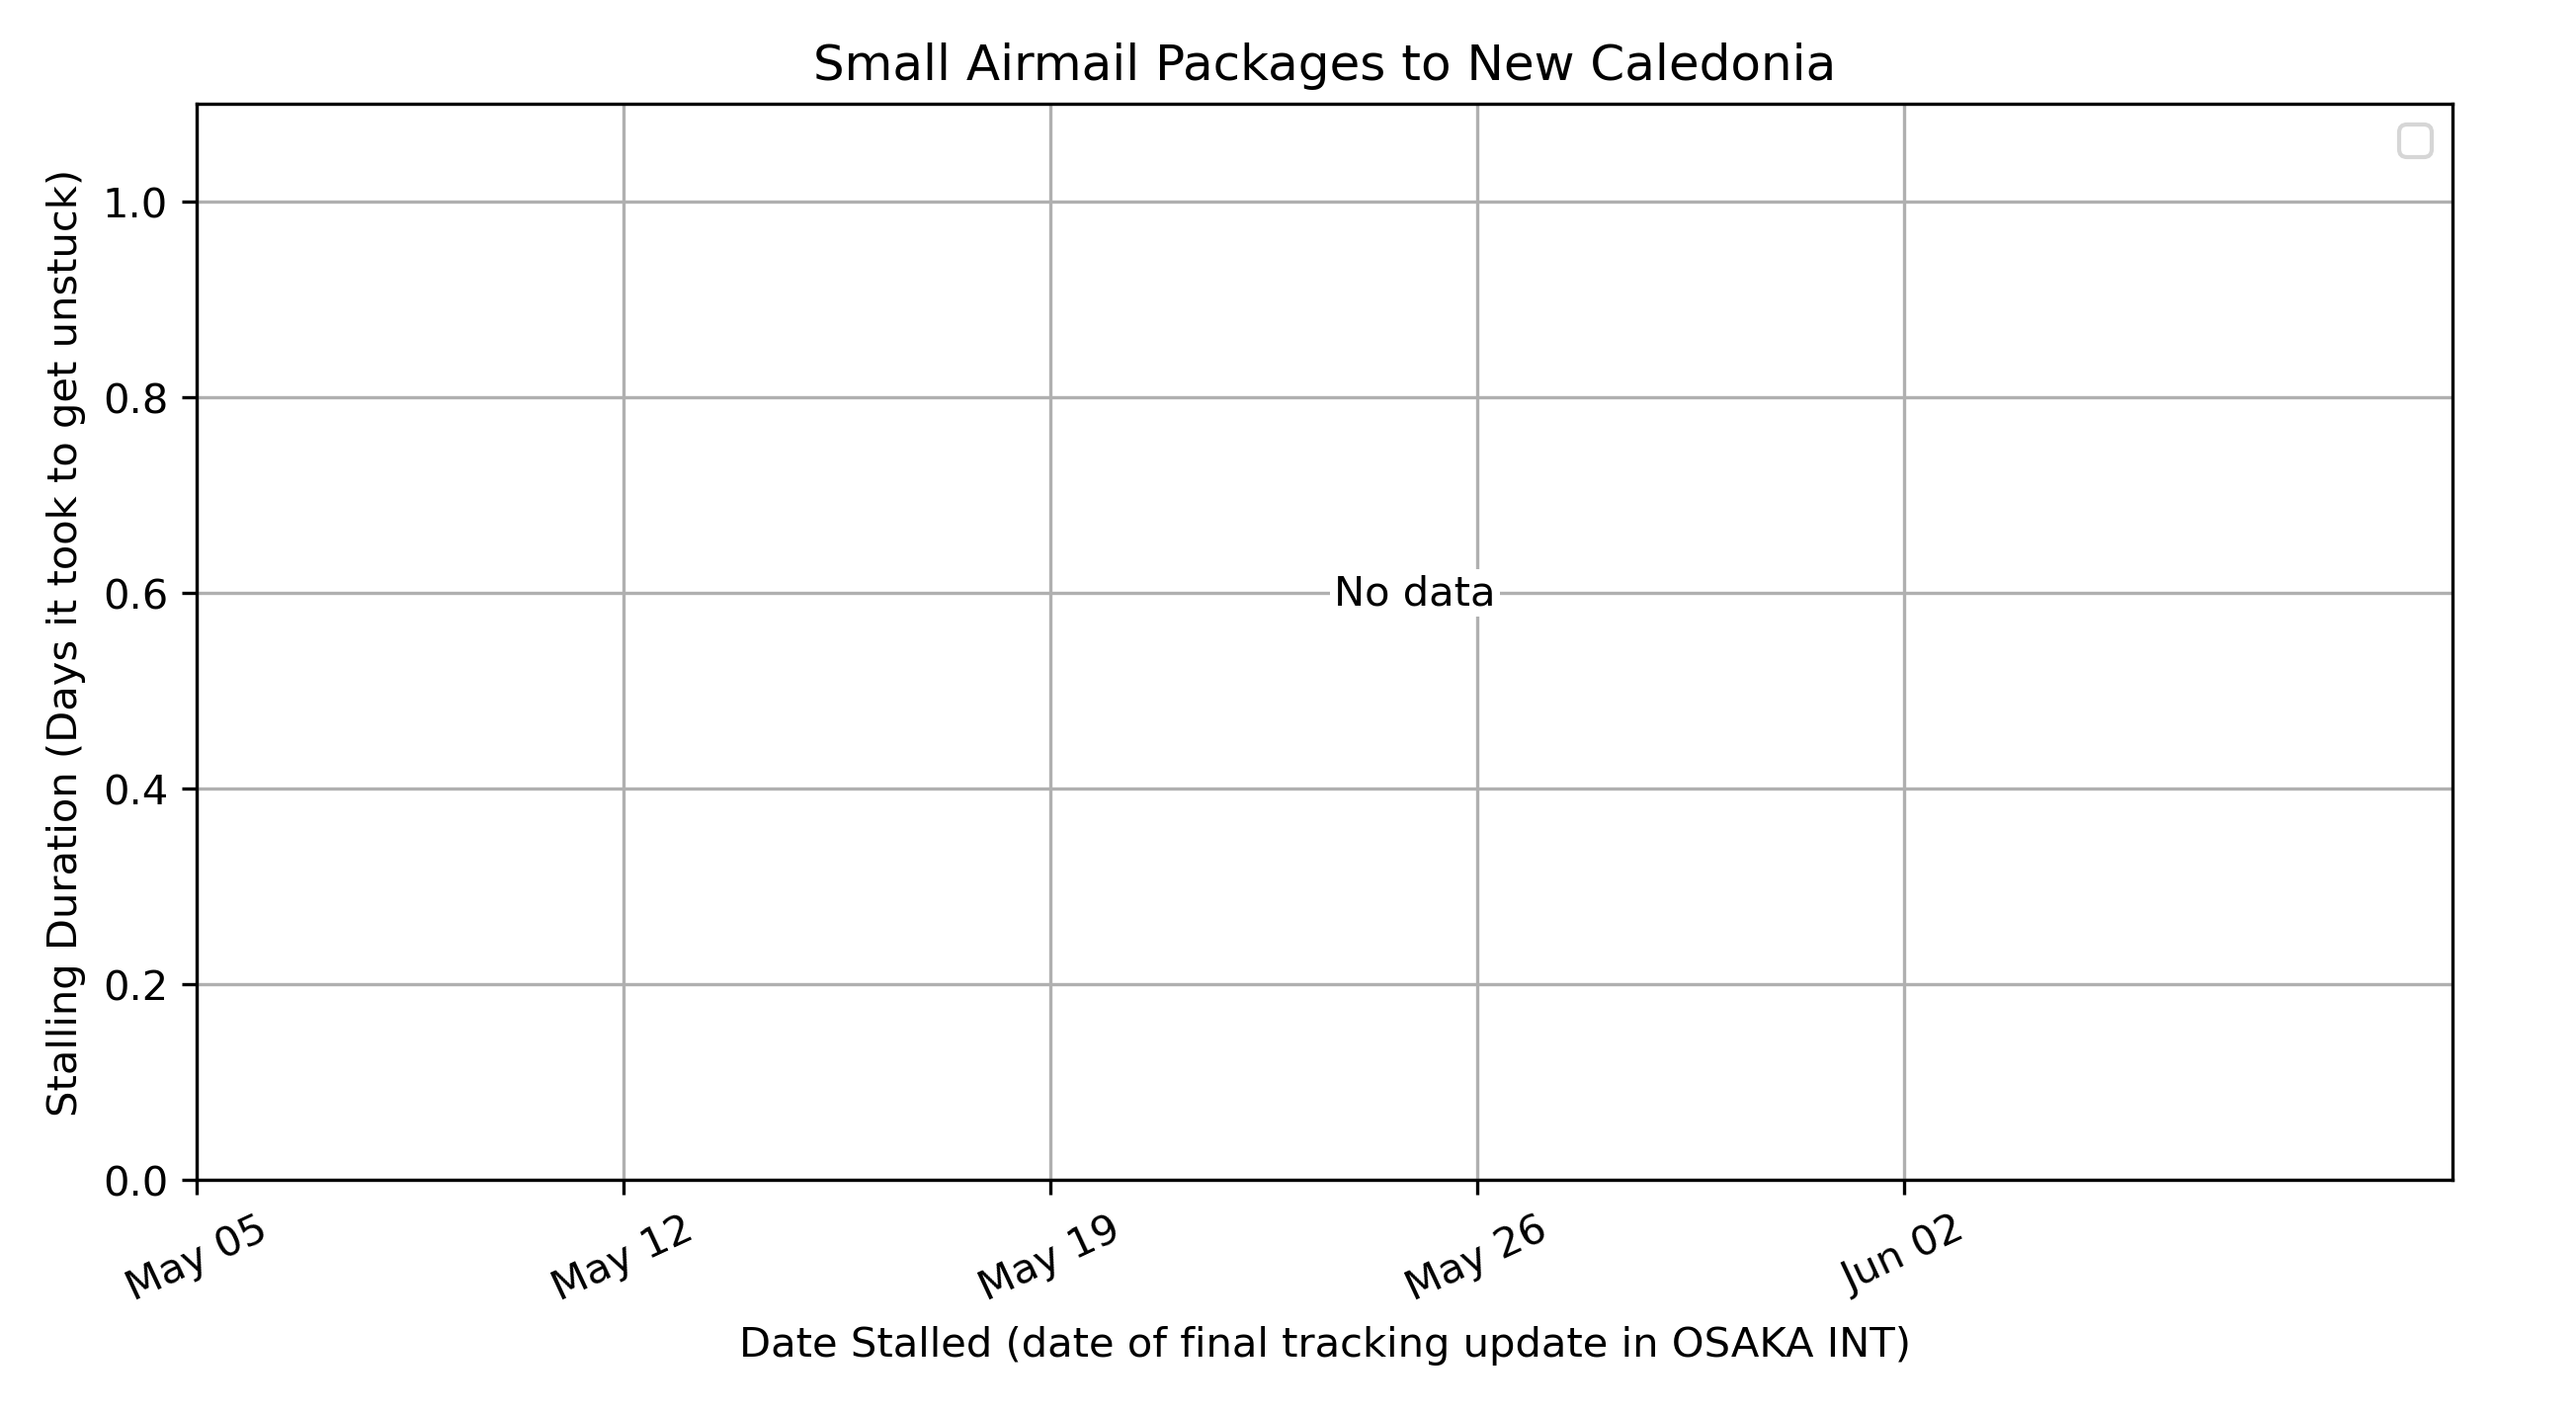 Small Airmail Packages to New Caledonia
Stalling Duration (Days it took to get unstuck)
1.0
0.8
0.6
0.4
0.2
0.0
No data
May 05
May 12
May 19
May 26
Jun 02
Date Stalled (date of final tracking update in OSAKA INT)